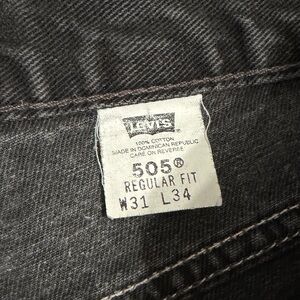 LEVI'S
100% COTTON
MADE IN DOMINICAN REPUBLIC
CARE ON REVERSE
505®
REGULAR FIT
W31 L34